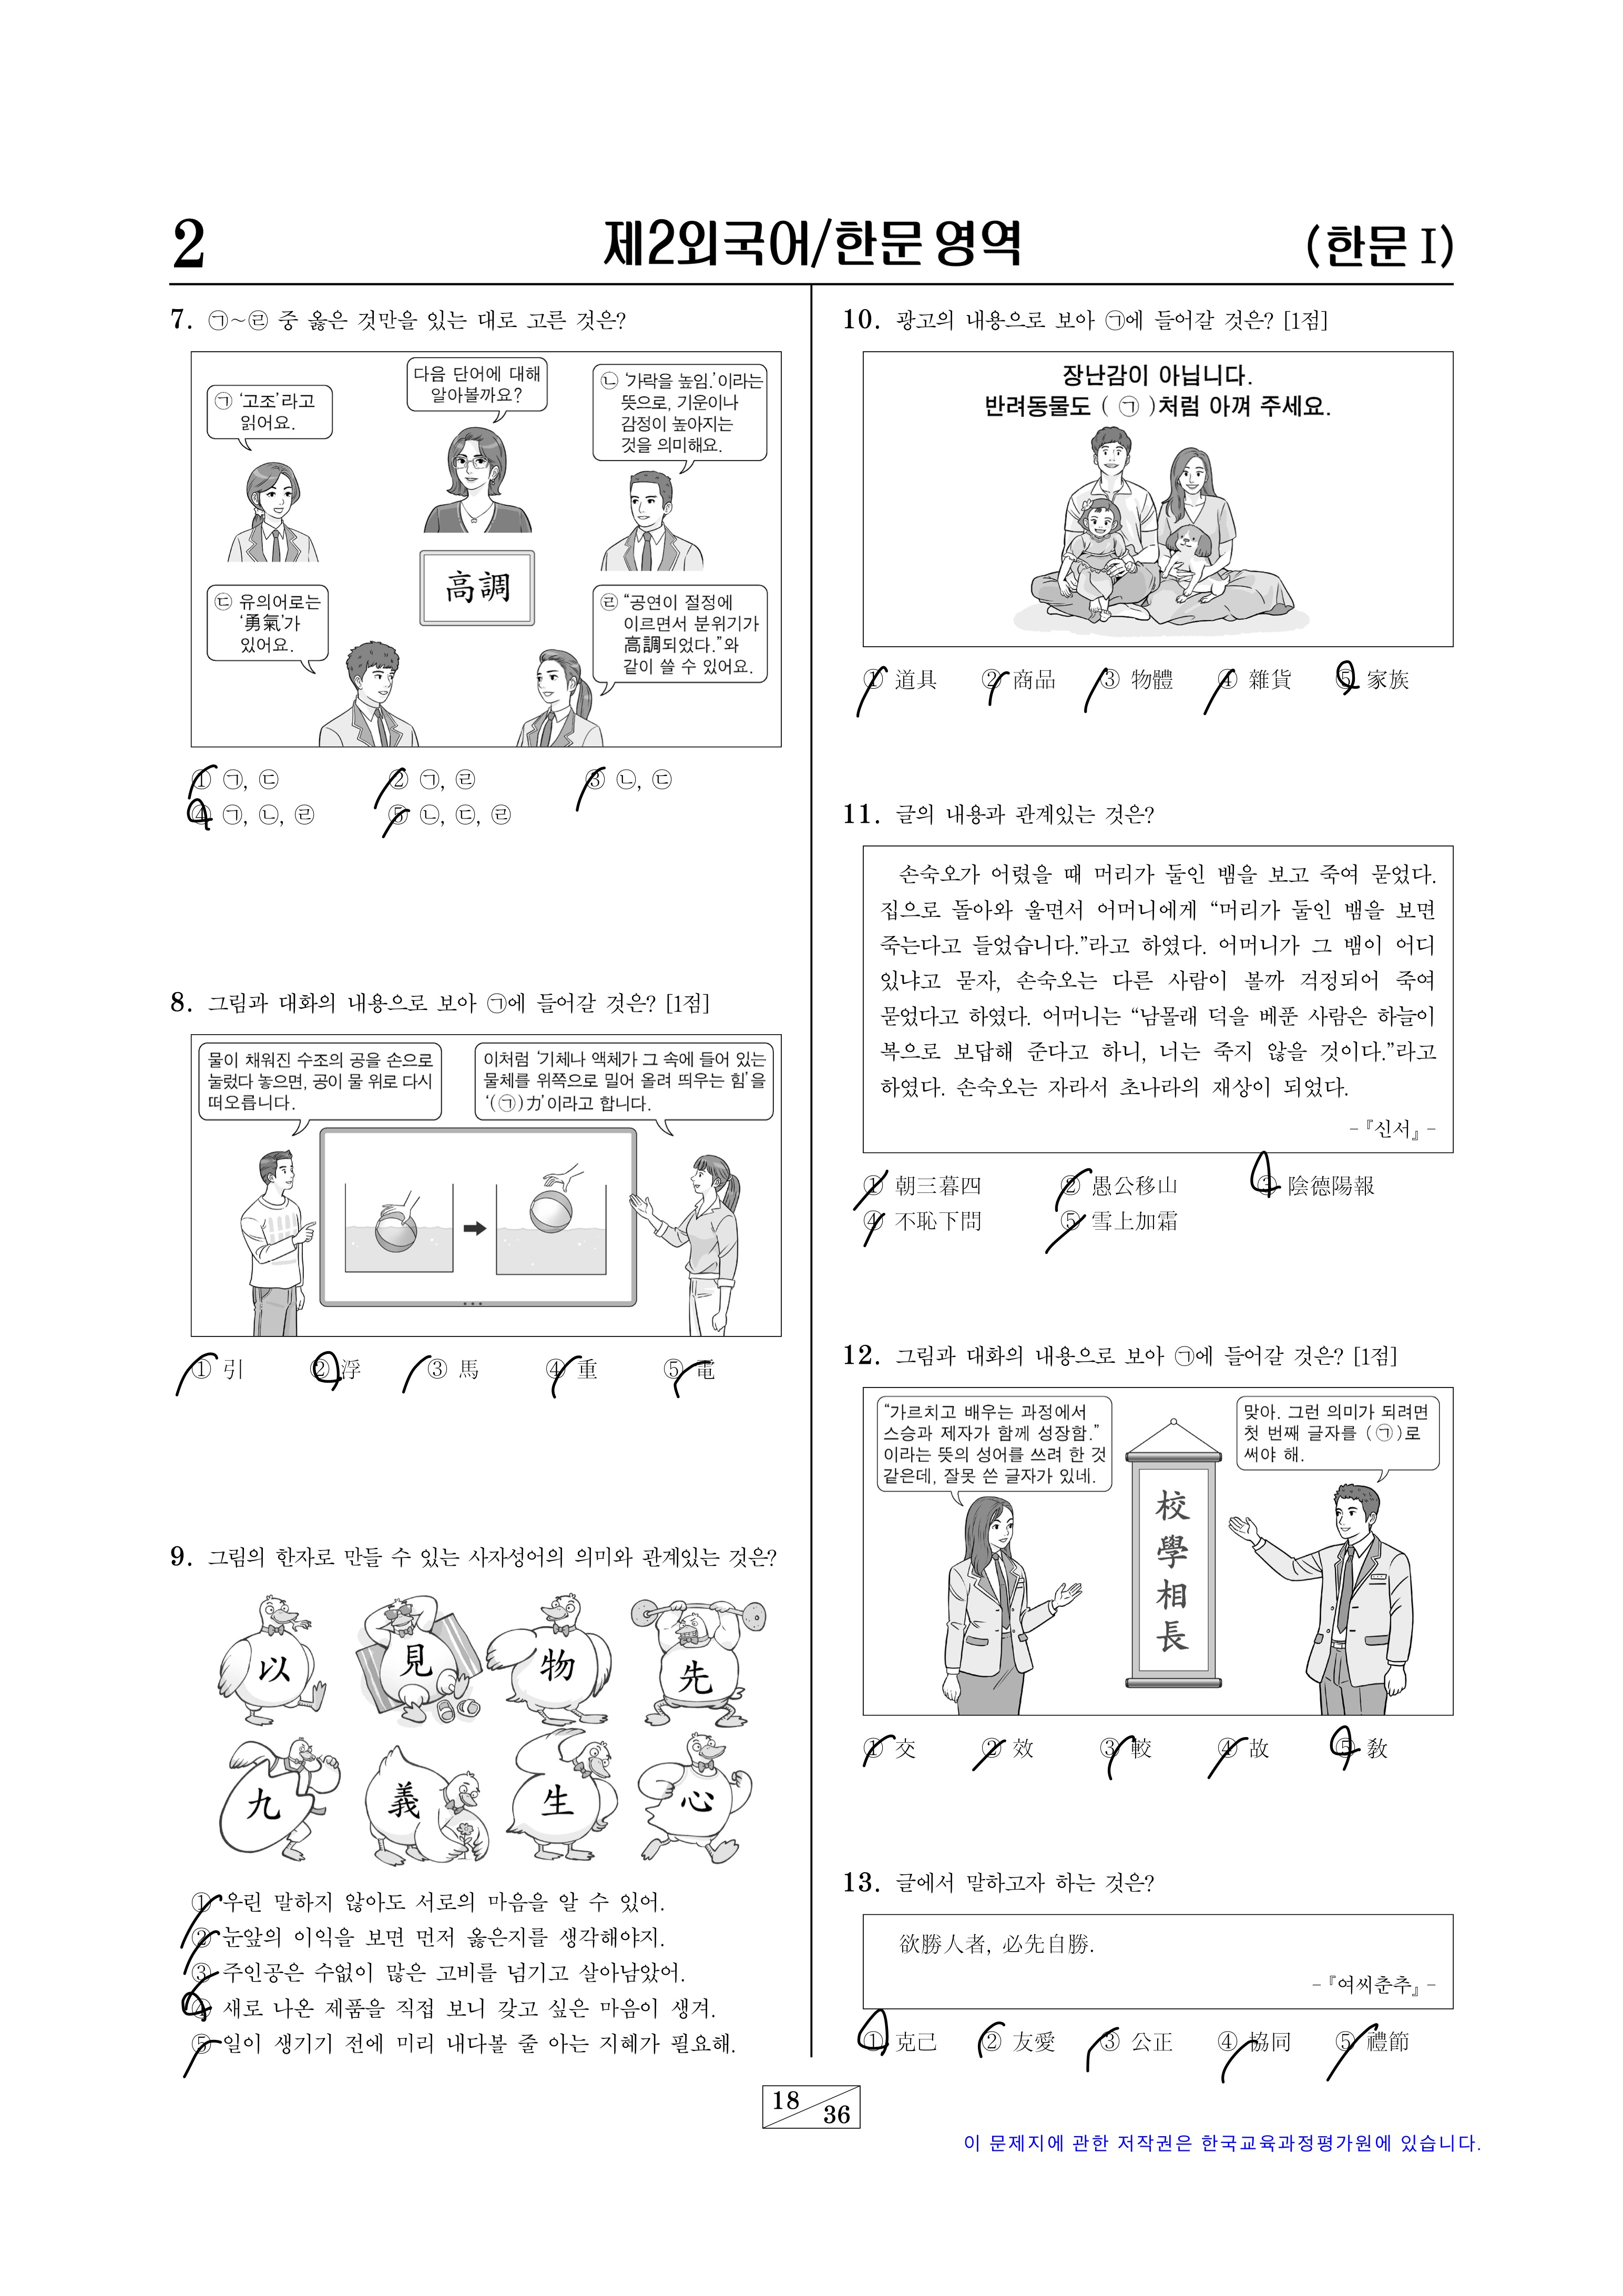 2
제2외국어/한문 영역
(한문 I)
7. ㉠~㉣ 중 옳은 것만을 있는 대로 고른 것은?
다음 단어에 대해
알아볼까요?
㉠ '고조'라고
읽어요.
㉡ '가락을 높임.'이라는
뜻으로, 기운이나
감정이 높아지는
것을 의미해요.
高調
㉢ 유의어로는
'勇氣'가
있어요.
㉣ "공연이 절정에
이르면서 분위기가
高調되었다."와
같이 쓸 수 있어요.
① ㉠, ㉢ ② ㉠, ㉣ ③ ㉡, ㉢
④ ㉠, ㉡, ㉣ ⑤ ㉡, ㉢, ㉣
8. 그림과 대화의 내용으로 보아 ㉠에 들어갈 것은? [1점]
물이 채워진 수조의 공을 손으로
눌렀다 놓으면, 공이 물 위로 다시
떠오릅니다.
이처럼 '기체나 액체가 그 속에 들어 있는
물체를 위쪽으로 밀어 올려 띄우는 힘'을
'(㉠)力'이라고 합니다.
① 引 ② 浮 ③ 馬 ④ 重 ⑤ 電
9. 그림의 한자로 만들 수 있는 사자성어의 의미와 관계있는 것은?
以 見 物 先
九 義 生 心
① 우린 말하지 않아도 서로의 마음을 알 수 있어.
② 눈앞의 이익을 보면 먼저 옳은지를 생각해야지.
③ 주인공은 수없이 많은 고비를 넘기고 살아남았어.
④ 새로 나온 제품을 직접 보니 갖고 싶은 마음이 생겨.
⑤ 일이 생기기 전에 미리 내다볼 줄 아는 지혜가 필요해.
10. 광고의 내용으로 보아 ㉠에 들어갈 것은? [1점]
장난감이 아닙니다.
반려동물도 ( ㉠ )처럼 아껴 주세요.
① 道具 ② 商品 ③ 物體 ④ 雜貨 ⑤ 家族
11. 글의 내용과 관계있는 것은?
손숙오가 어렸을 때 머리가 둘인 뱀을 보고 죽여 묻었다.
집으로 돌아와 울면서 어머니에게 "머리가 둘인 뱀을 보면
죽는다고 들었습니다."라고 하였다. 어머니가 그 뱀이 어디
있냐고 묻자, 손숙오는 다른 사람이 볼까 걱정되어 죽여
묻었다고 하였다. 어머니는 "남몰래 덕을 베푼 사람은 하늘이
복으로 보답해 준다고 하니, 너는 죽지 않을 것이다."라고
하였다. 손숙오는 자라서 초나라의 재상이 되었다.
-『신서』-
① 朝三暮四 ② 愚公移山 ③ 陰德陽報
④ 不恥下問 ⑤ 雪上加霜
12. 그림과 대화의 내용으로 보아 ㉠에 들어갈 것은? [1점]
"가르치고 배우는 과정에서
스승과 제자가 함께 성장함."
이라는 뜻의 성어를 쓰려 한 것
같은데, 잘못 쓴 글자가 있네.
맞아. 그런 의미가 되려면
첫 번째 글자를 (㉠)로
써야 해.
校
學
相
長
① 交 ② 效 ③ 較 ④ 故 ⑤ 敎
13. 글에서 말하고자 하는 것은?
欲勝人者, 必先自勝.
-『여씨춘추』-
① 克己 ② 友愛 ③ 公正 ④ 協同 ⑤ 禮節
18
36
이 문제지에 관한 저작권은 한국교육과정평가원에 있습니다.